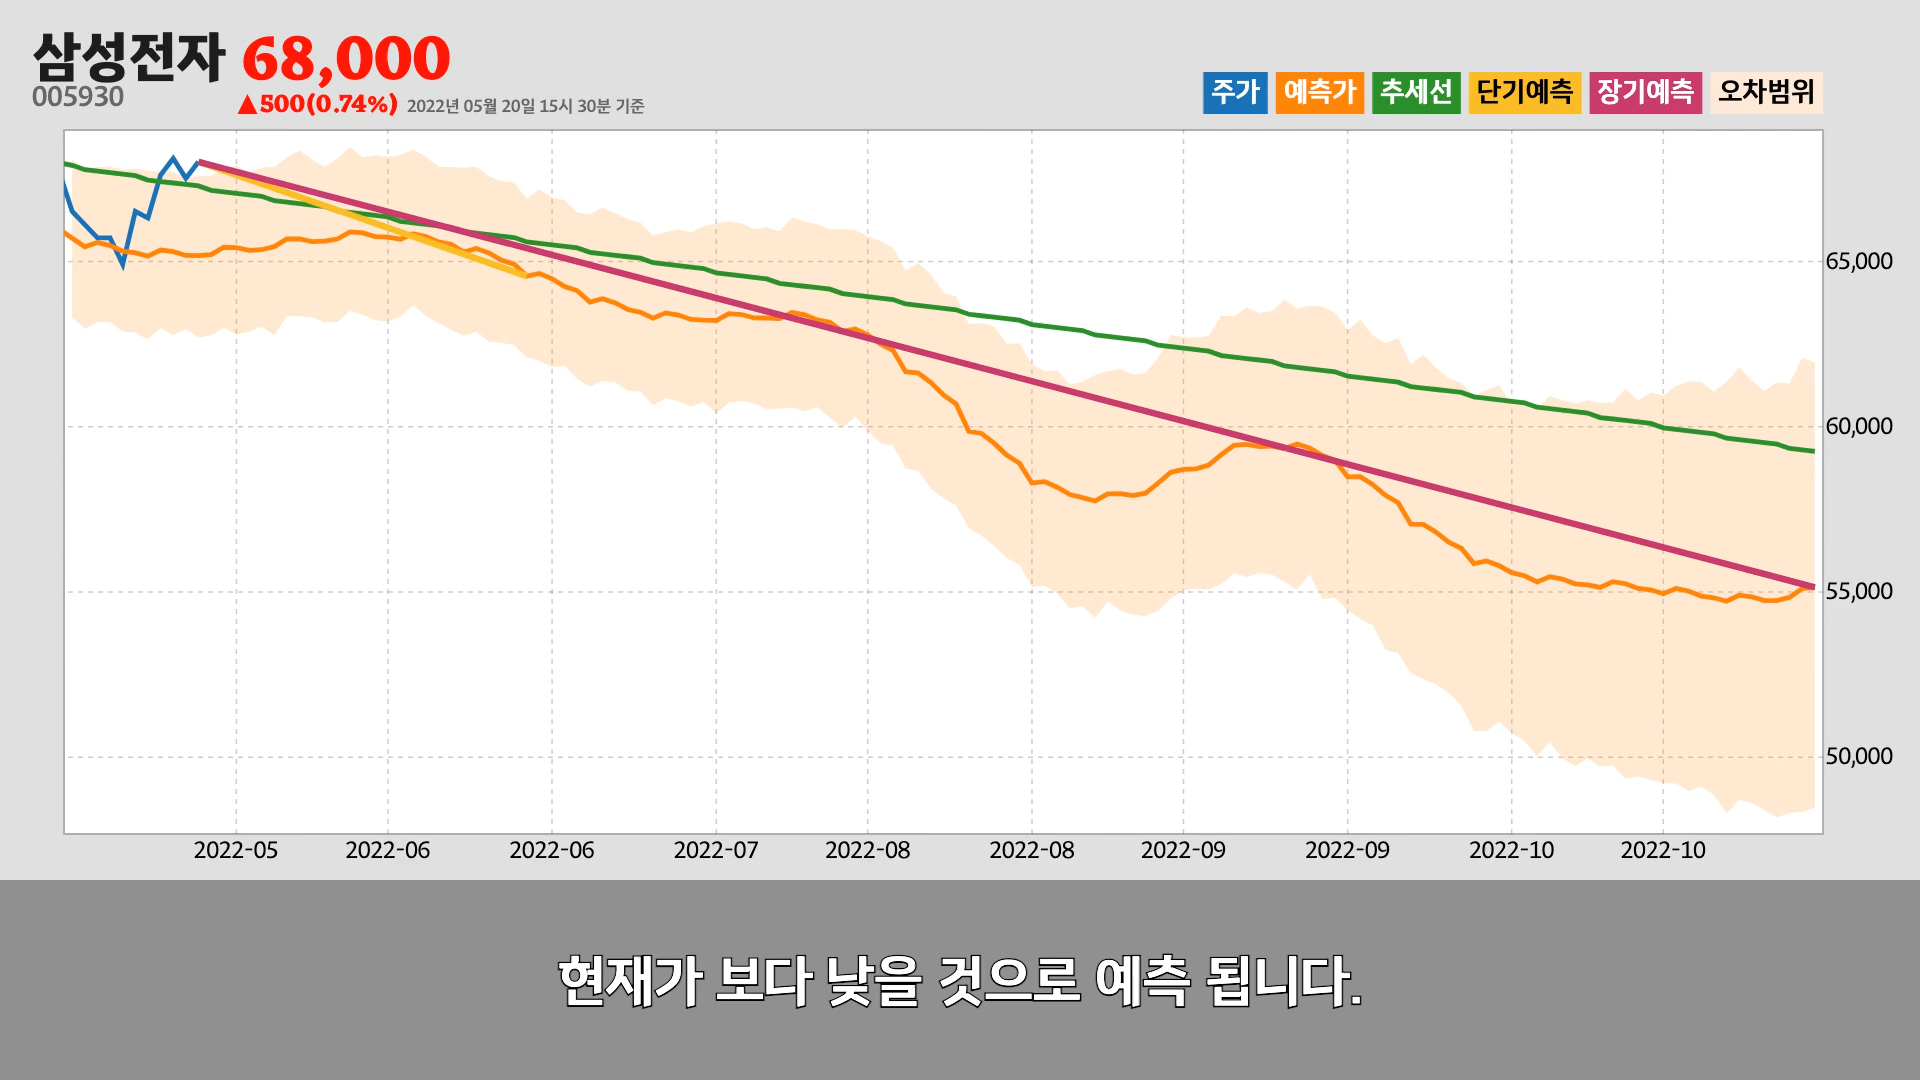 삼성전자 68,000
005930
▲500(0.74%) 2022년 05월 20일 15시 30분 기준
주가 예측가 추세선 단기예측 장기예측 오차범위
65,000
60,000
55,000
50,000
2022-05 2022-06 2022-06 2022-07 2022-08 2022-08 2022-09 2022-09 2022-10 2022-10
현재가 보다 낮을 것으로 예측 됩니다.